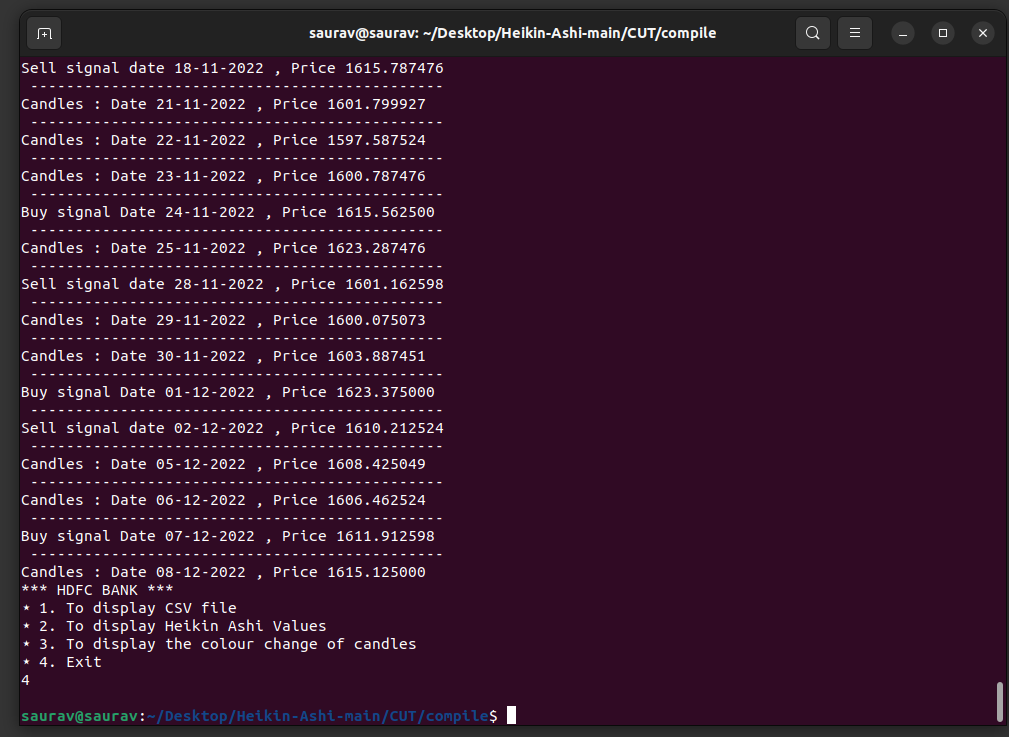 saurav@saurav: ~/Desktop/Heikin-Ashi-main/CUT/compile
Sell signal date 18-11-2022 , Price 1615.787476
----------------------------------------------
Candles : Date 21-11-2022 , Price 1601.799927
----------------------------------------------
Candles : Date 22-11-2022 , Price 1597.587524
----------------------------------------------
Candles : Date 23-11-2022 , Price 1600.787476
----------------------------------------------
Buy signal Date 24-11-2022 , Price 1615.562500
----------------------------------------------
Candles : Date 25-11-2022 , Price 1623.287476
----------------------------------------------
Sell signal date 28-11-2022 , Price 1601.162598
----------------------------------------------
Candles : Date 29-11-2022 , Price 1600.075073
----------------------------------------------
Candles : Date 30-11-2022 , Price 1603.887451
----------------------------------------------
Buy signal Date 01-12-2022 , Price 1623.375000
----------------------------------------------
Sell signal date 02-12-2022 , Price 1610.212524
----------------------------------------------
Candles : Date 05-12-2022 , Price 1608.425049
----------------------------------------------
Candles : Date 06-12-2022 , Price 1606.462524
----------------------------------------------
Buy signal Date 07-12-2022 , Price 1611.912598
----------------------------------------------
Candles : Date 08-12-2022 , Price 1615.125000
*** HDFC BANK ***
* 1. To display CSV file
* 2. To display Heikin Ashi Values
* 3. To display the colour change of candles
* 4. Exit
4
saurav@saurav:~/Desktop/Heikin-Ashi-main/CUT/compile$